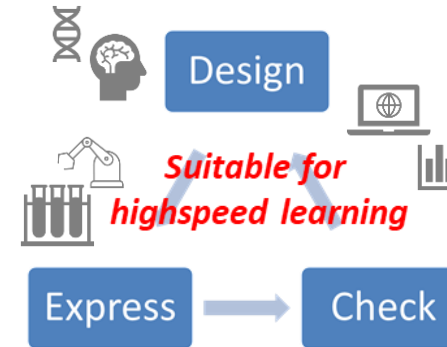 Design
Suitable for
highspeed learning
Express
Check